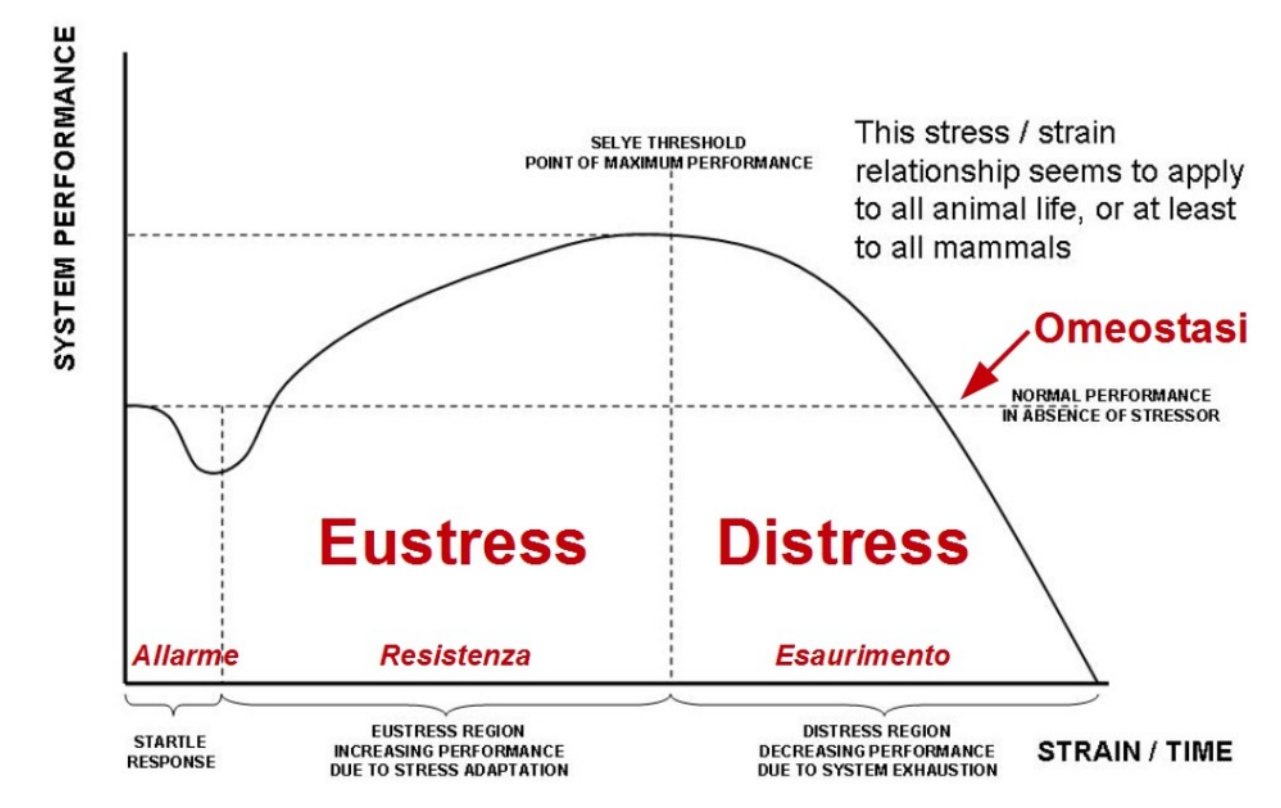 SYSTEM PERFORMANCE
SELYE THRESHOLD
POINT OF MAXIMUM PERFORMANCE
This stress / strain
relationship seems to apply
to all animal life, or at least
to all mammals
Omeostasi
NORMAL PERFORMANCE
IN ABSENCE OF STRESSOR
Eustress
Distress
Allarme
Resistenza
Esaurimento
STARTLE
RESPONSE
EUSTRESS REGION
INCREASING PERFORMANCE
DUE TO STRESS ADAPTATION
DISTRESS REGION
DECREASING PERFORMANCE
DUE TO SYSTEM EXHAUSTION
STRAIN / TIME